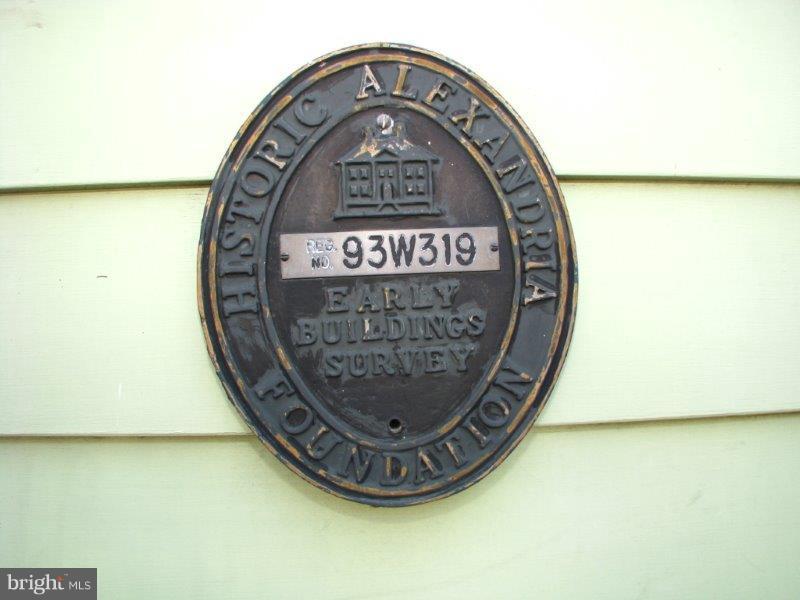 HISTORIC ALEXANDRIA
REG. NO. 93W319
EARLY
BUILDINGS
SURVEY
FOUNDATION
bright MLS